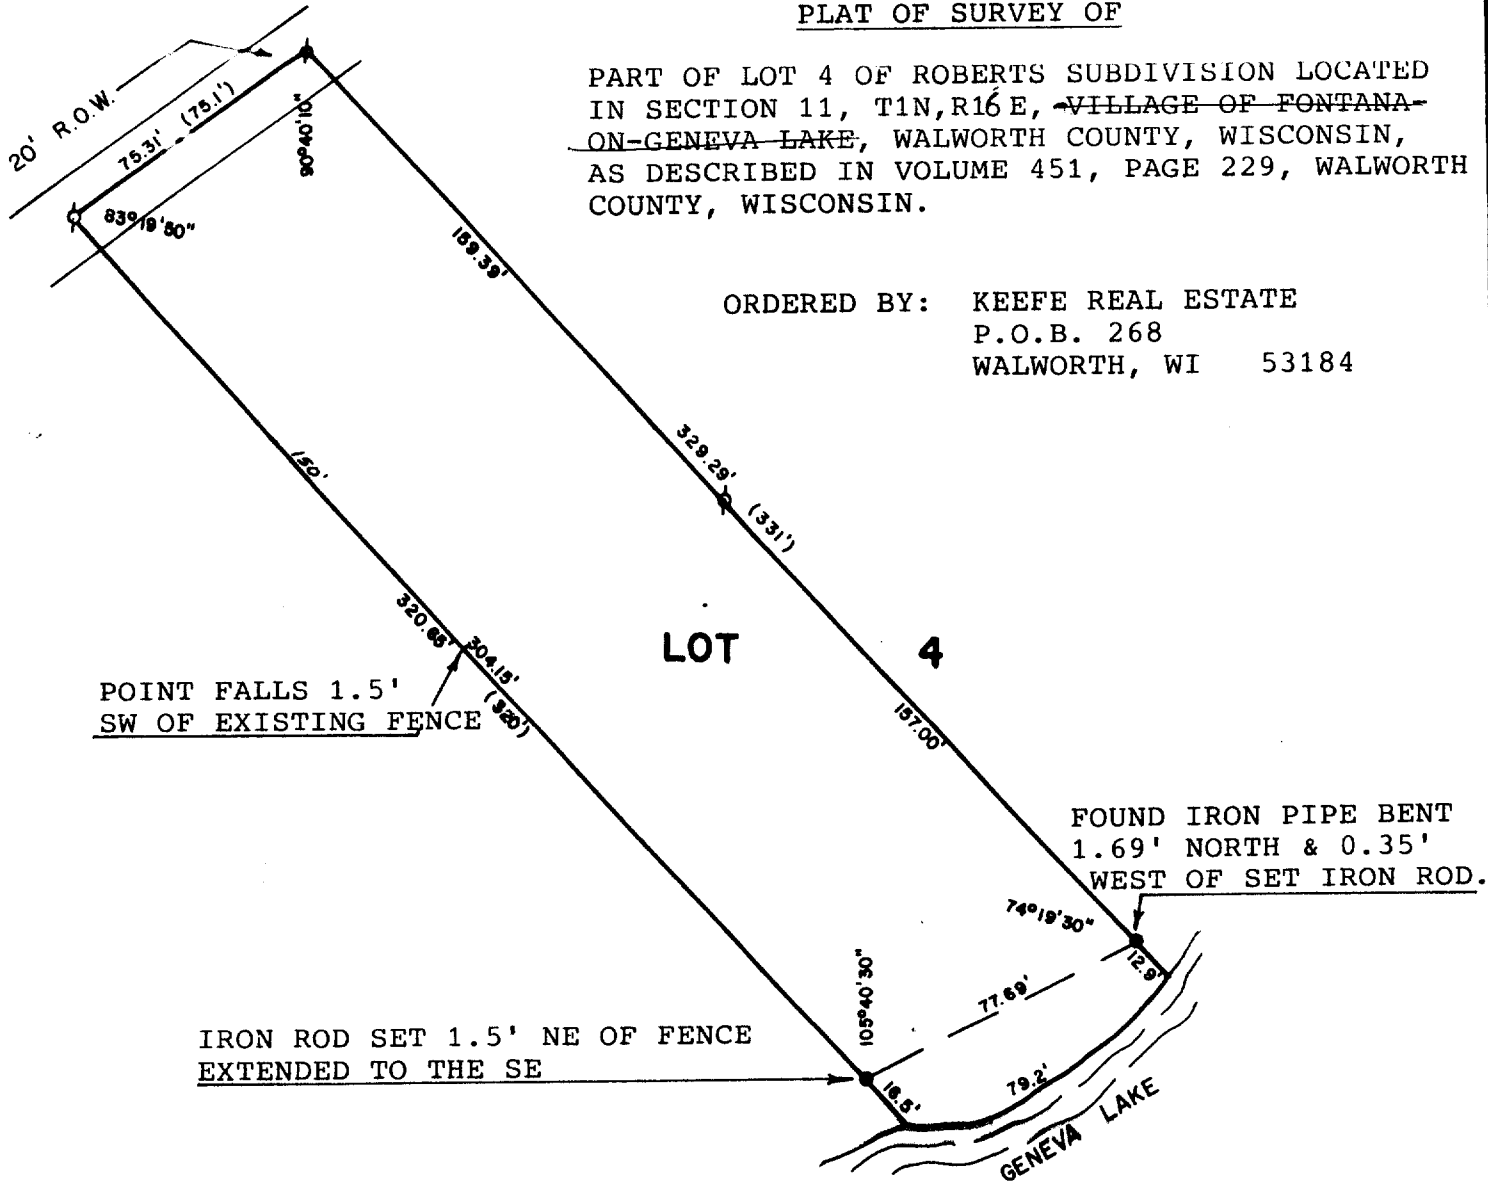 PLAT OF SURVEY OF
PART OF LOT 4 OF ROBERTS SUBDIVISION LOCATED
IN SECTION 11, T1N,R16E, VILLAGE OF FONTANA-
ON-GENEVA LAKE, WALWORTH COUNTY, WISCONSIN,
AS DESCRIBED IN VOLUME 451, PAGE 229, WALWORTH
COUNTY, WISCONSIN.
ORDERED BY: KEEFE REAL ESTATE
P.O.B. 268
WALWORTH, WI 53184
20' R.O.W.
75.31' (75.1')
90°40'10"
83°19'50"
159.39'
150'
329.29'
(331')
320.65'
304.15'
(320')
LOT 4
POINT FALLS 1.5'
SW OF EXISTING FENCE
157.00'
FOUND IRON PIPE BENT
1.69' NORTH & 0.35'
WEST OF SET IRON ROD.
74°19'30"
12.9'
105°40'30"
77.69'
IRON ROD SET 1.5' NE OF FENCE
EXTENDED TO THE SE
16.5'
79.2'
GENEVA LAKE